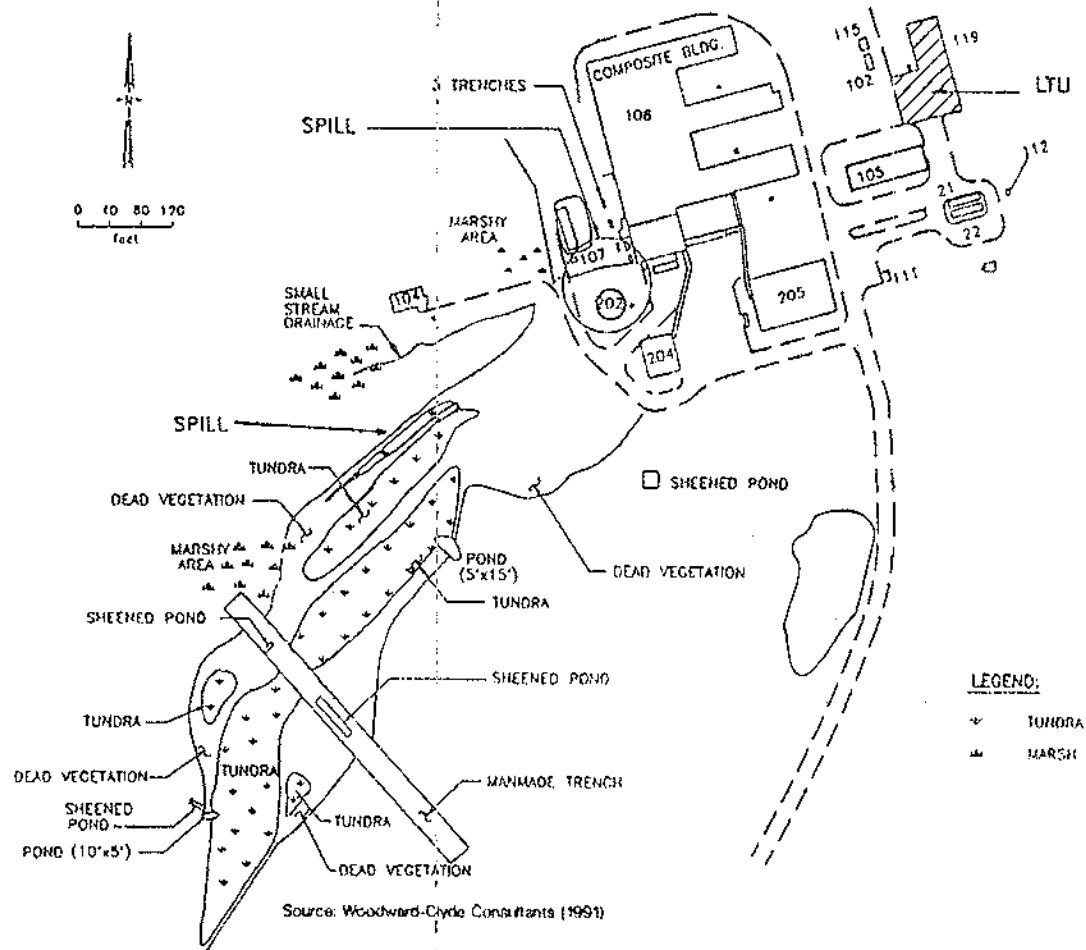 COMPOSITE BLDG.
115
119
TRENCHES
102
LTU
SPILL
108
105
112
N
0 40 80 120
feet
MARSHY
AREA
107
21
22
111
104
202
205
SMALL
STREAM
DRAINAGE
204
SPILL
TUNDRA
DEAD VEGETATION
SHEENED POND
MARSHY
AREA
POND
(5'x15')
DEAD VEGETATION
TUNDRA
SHEENED POND
SHEENED POND
LEGEND:
TUNDRA
MARSH
TUNDRA
DEAD VEGETATION
TUNDRA
MANMADE TRENCH
SHEENED
POND
TUNDRA
POND (10'x5')
DEAD VEGETATION
Source: Woodward-Clyde Consultants (1991)